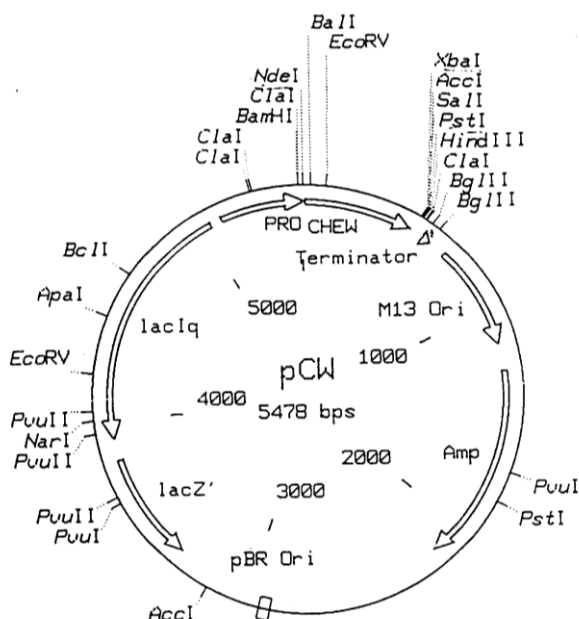 BalI
EcoRV
NdeI
ClaI
BamHI
ClaI
ClaI
XbaI
AccI
SalI
PstI
HindIII
ClaI
BglII
BglII
PRO CHEW
Terminator
BclI
ApaI
EcoRV
PvuII
NarI
PvuII
PvuII
PvuI
AccI
lacIq
5000
M13 Ori
1000
pCW
4000
5478 bps
2000
Amp
3000
lacZ'
pBR Ori
PvuI
PstI